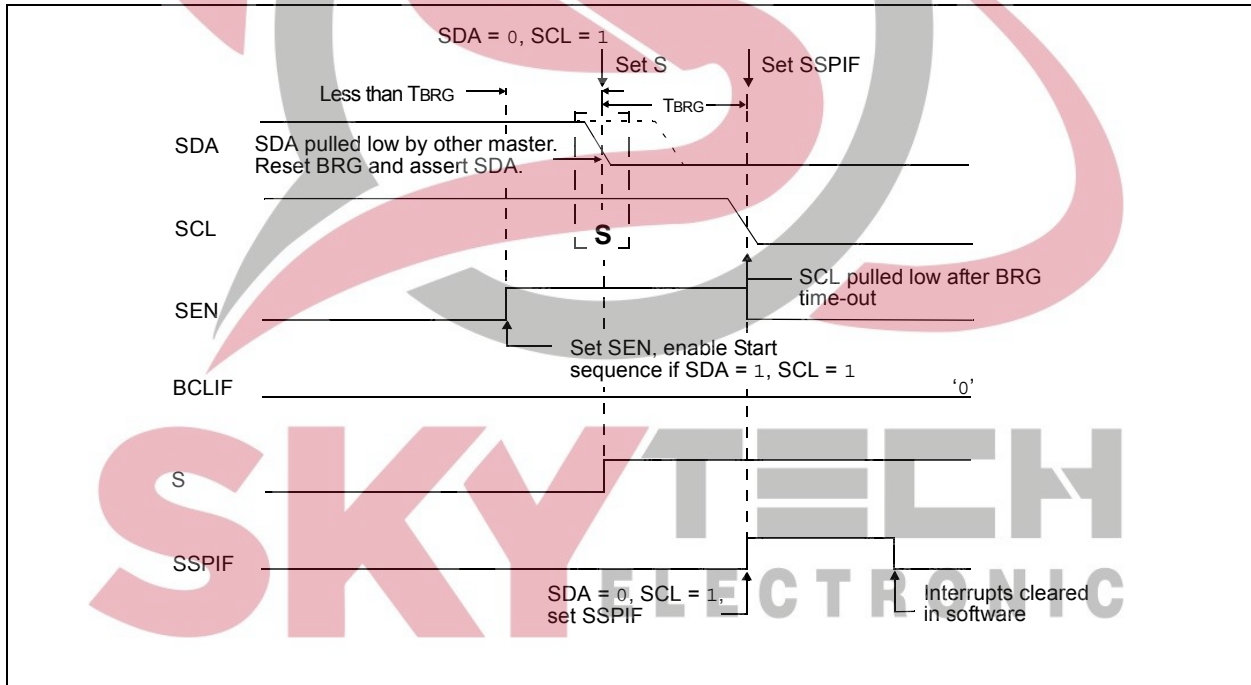 SDA = 0, SCL = 1
Set S
Set SSPIF
Less than TBRG
TBRG
SDA
SDA pulled low by other master.
Reset BRG and assert SDA.
SCL
S
SCL pulled low after BRG
time-out
SEN
Set SEN, enable Start
sequence if SDA = 1, SCL = 1
BCLIF
‘0’
S
SSPIF
SDA = 0, SCL = 1,
set SSPIF
Interrupts cleared
in software
SKYTECH
ELECTRONIC